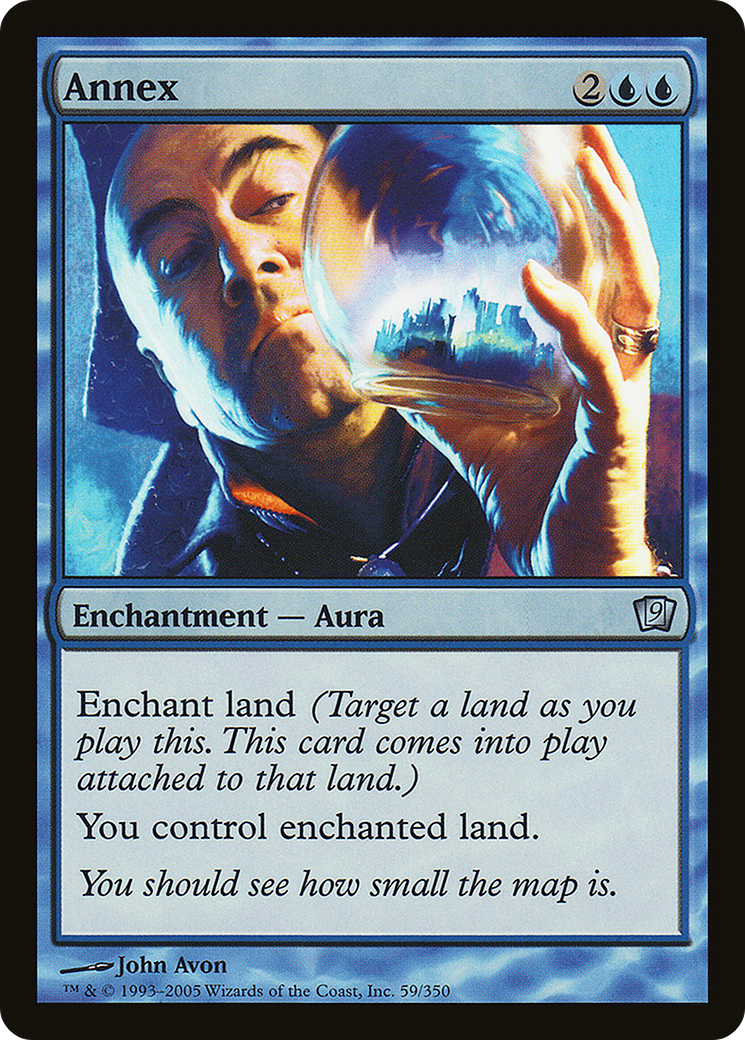 Annex 2
Enchantment — Aura 9
Enchant land (Target a land as you
play this. This card comes into play
attached to that land.)
You control enchanted land.
You should see how small the map is.
John Avon
™ & © 1993–2005 Wizards of the Coast, Inc. 59/350